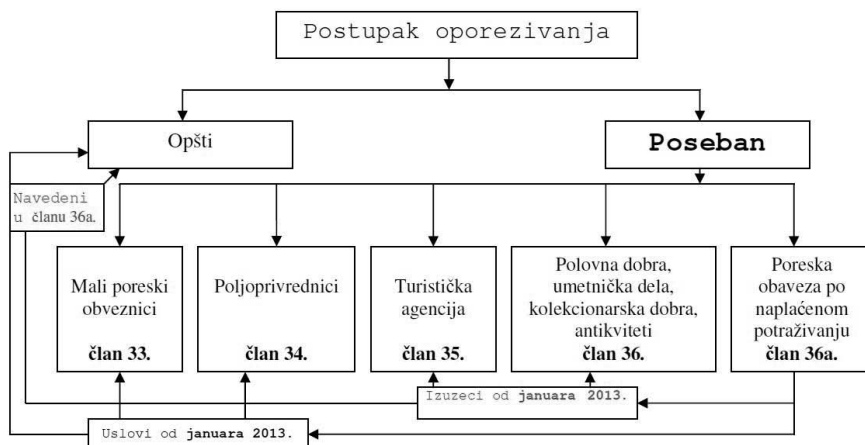 Postupak oporezivanja
Opšti
Poseban
Navedeni
u članu 36a.
Mali poreski
obveznici
član 33.
Poljoprivrednici
član 34.
Turistička
agencija
član 35.
Polovna dobra,
umetnička dela,
kolekcionarska dobra,
antikviteti
član 36.
Poreska
obaveza po
naplaćenom
potraživanju
član 36a.
Izuzeci od januara 2013.
Uslovi od januara 2013.